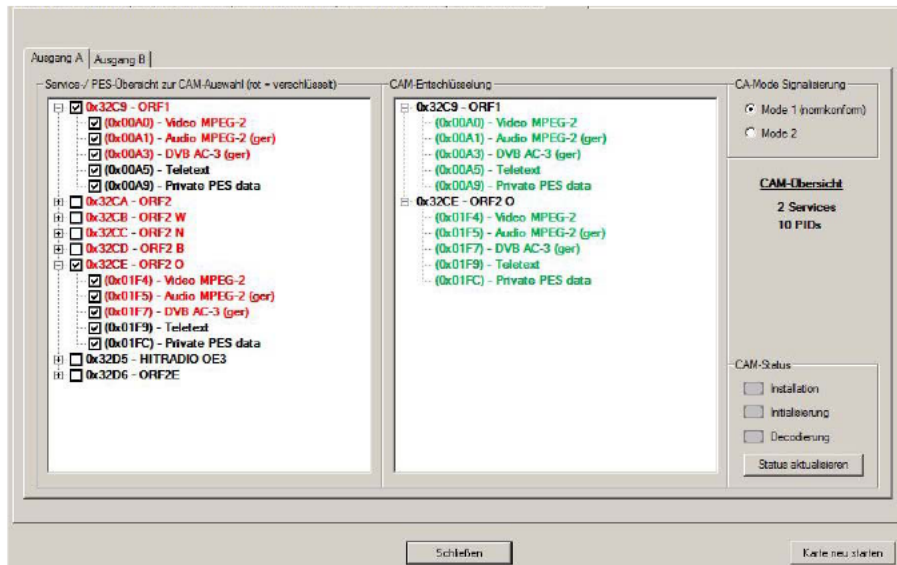 Ausgang A
Ausgang B
Service-/ PES-Übersicht zur CAM-Auswahl (rot = verschlüsselt)
0x32C9 - ORF1
(0x00A0) - Video MPEG-2
(0x00A1) - Audio MPEG-2 (ger)
(0x00A3) - DVB AC-3 (ger)
(0x00A5) - Teletext
(0x00A9) - Private PES data
0x32CA - ORF2
0x32CB - ORF2 W
0x32CC - ORF2 N
0x32CD - ORF2 B
0x32CE - ORF2 O
(0x01F4) - Video MPEG-2
(0x01F5) - Audio MPEG-2 (ger)
(0x01F7) - DVB AC-3 (ger)
(0x01F9) - Teletext
(0x01FC) - Private PES data
0x32D5 - HITRADIO OE3
0x32D6 - ORF2E
CAM-Entschlüsselung
0x32C9 - ORF1
(0x00A0) - Video MPEG-2
(0x00A1) - Audio MPEG-2 (ger)
(0x00A3) - DVB AC-3 (ger)
(0x00A5) - Teletext
(0x00A9) - Private PES data
0x32CE - ORF2 O
(0x01F4) - Video MPEG-2
(0x01F5) - Audio MPEG-2 (ger)
(0x01F7) - DVB AC-3 (ger)
(0x01F9) - Teletext
(0x01FC) - Private PES data
CA-Mode Signalisierung
Mode 1 (normkonform)
Mode 2
CAM-Übersicht
2 Services
10 PIDs
CAM-Status
Installation
Initialisierung
Decodierung
Status aktualisieren
Schließen
Karte neu starten